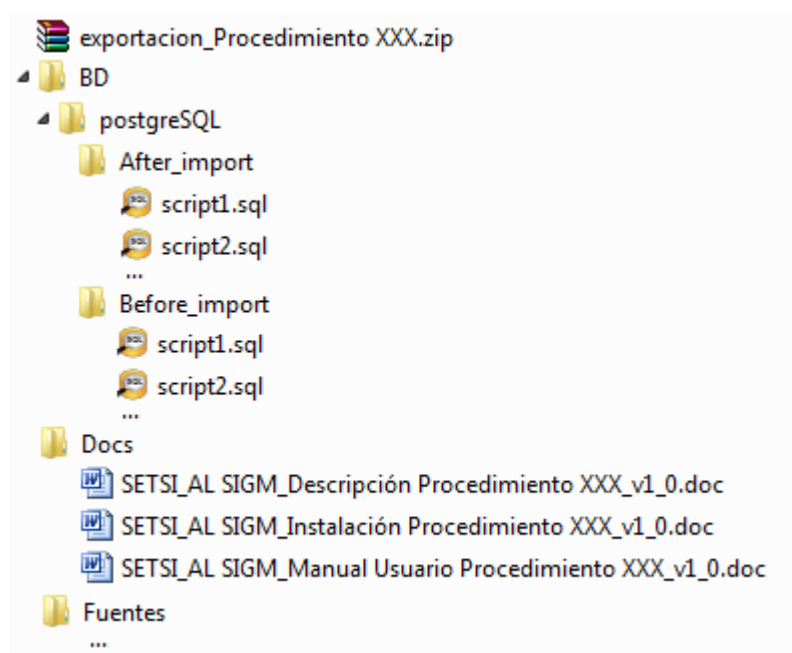 exportacion_Procedimiento XXX.zip
BD
postgreSQL
After_import
script1.sql
script2.sql
...
Before_import
script1.sql
script2.sql
...
Docs
SETSI_AL SIGM_Descripción Procedimiento XXX_v1_0.doc
SETSI_AL SIGM_Instalación Procedimiento XXX_v1_0.doc
SETSI_AL SIGM_Manual Usuario Procedimiento XXX_v1_0.doc
Fuentes
...